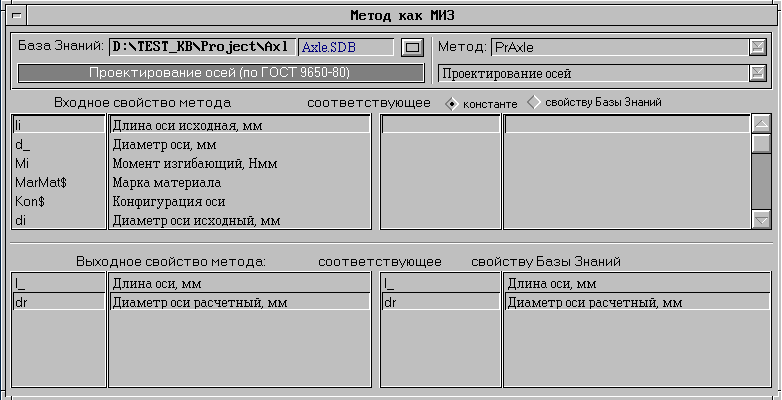 Метод как МИЗ
База Знаний: D:\TEST_KB\Project\Axl Axle.SDB Метод: PrAxle
Проектирование осей (по ГОСТ 9650-80) Проектирование осей
Входное свойство метода соответствующее константе свойству Базы Знаний
li Длина оси исходная, мм
d_ Диаметр оси, мм
Mi Момент изгибающий, Нмм
MarMat$ Марка материала
Kon$ Конфигурация оси
di Диаметр оси исходный, мм
Выходное свойство метода: соответствующее свойству Базы Знаний
l_ Длина оси, мм l_ Длина оси, мм
dr Диаметр оси расчетный, мм dr Диаметр оси расчетный, мм